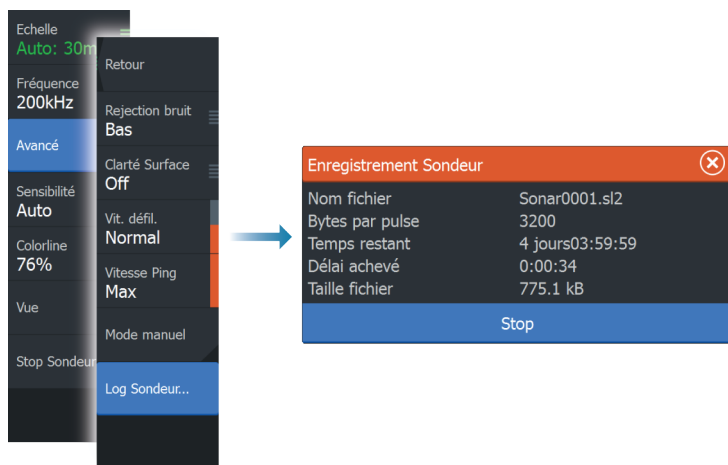 Echelle
Auto: 30m
Fréquence
200kHz
Avancé
Sensibilité
Auto
Colorline
76%
Vue
Stop Sondeur
Retour
Rejection bruit
Bas
Clarté Surface
Off
Vit. défil.
Normal
Vitesse Ping
Max
Mode manuel
Log Sondeur...
Enregistrement Sondeur
Nom fichier Sonar0001.sl2
Bytes par pulse 3200
Temps restant 4 jours03:59:59
Délai achevé 0:00:34
Taille fichier 775.1 kB
Stop